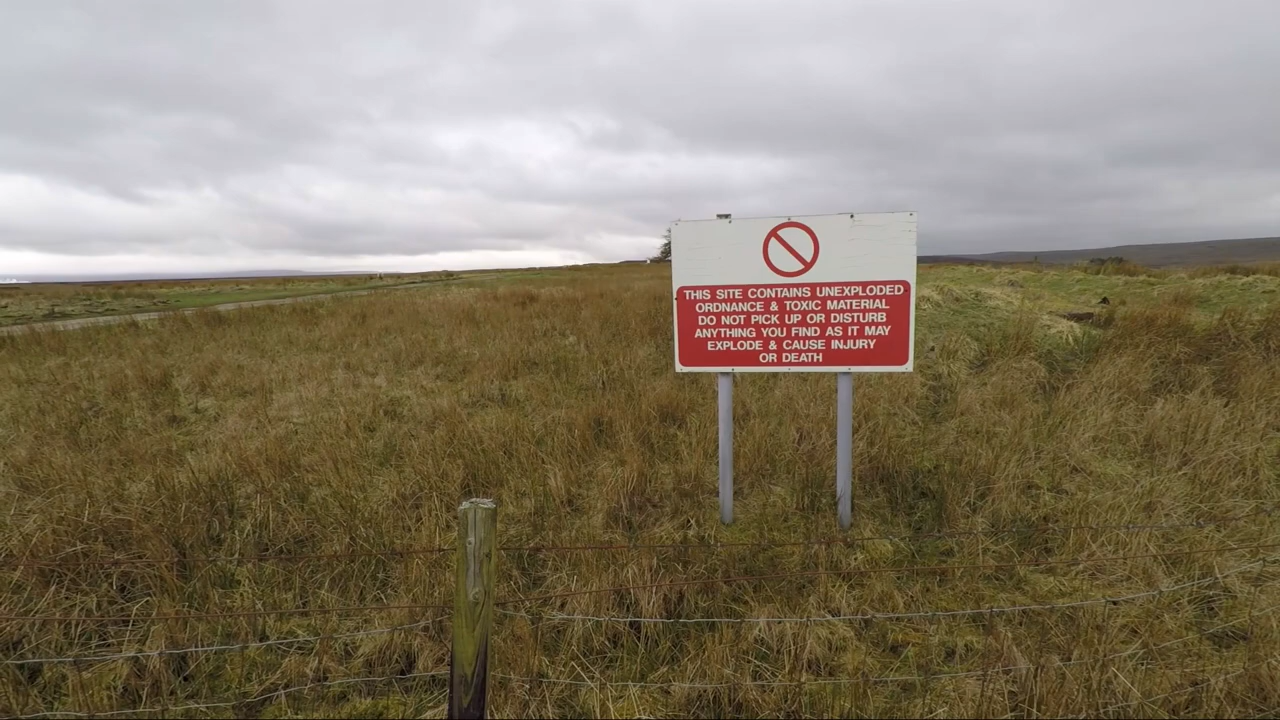 THIS SITE CONTAINS UNEXPLODED
ORDNANCE & TOXIC MATERIAL
DO NOT PICK UP OR DISTURB
ANYTHING YOU FIND AS IT MAY
EXPLODE & CAUSE INJURY
OR DEATH